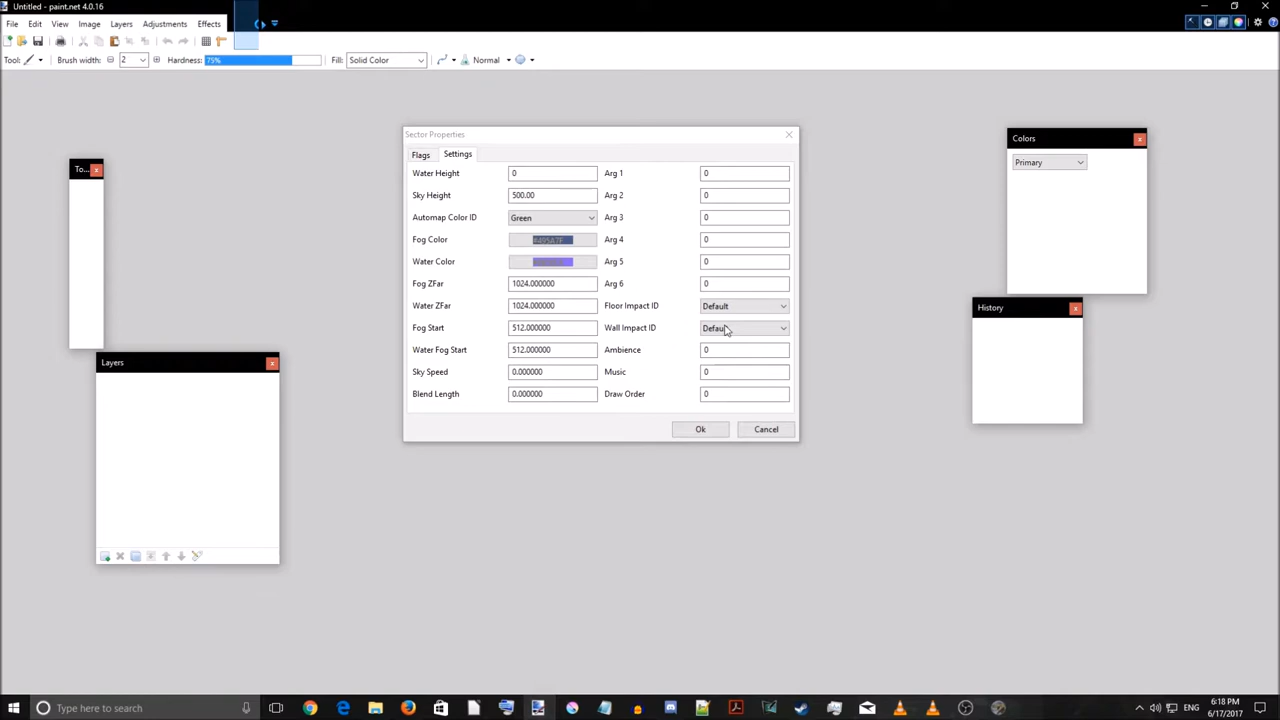 Untitled - paint.net 4.0.16
File Edit View Image Layers Adjustments Effects
Tool: Brush width: 2 Hardness: 75% Fill: Solid Color Normal
Sector Properties
Flags Settings
Water Height 0 Arg 1 0
Sky Height 500.00 Arg 2 0
Automap Color ID Green Arg 3 0
Fog Color #495A7F Arg 4 0
Water Color Arg 5 0
Fog ZFar 1024.000000 Arg 6 0
Water ZFar 1024.000000 Floor Impact ID Default
Fog Start 512.000000 Wall Impact ID Default
Water Fog Start 512.000000 Ambience 0
Sky Speed 0.000000 Music 0
Blend Length 0.000000 Draw Order 0
Ok Cancel
To...
Layers
Colors
Primary
History
Type here to search
ENG
6:18 PM
6/17/2017